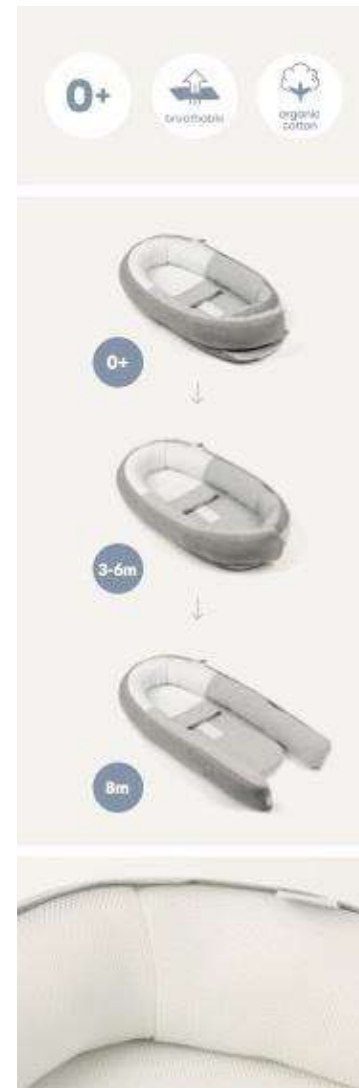 0+
breathable
organic
cotton
0+
3-6m
8m